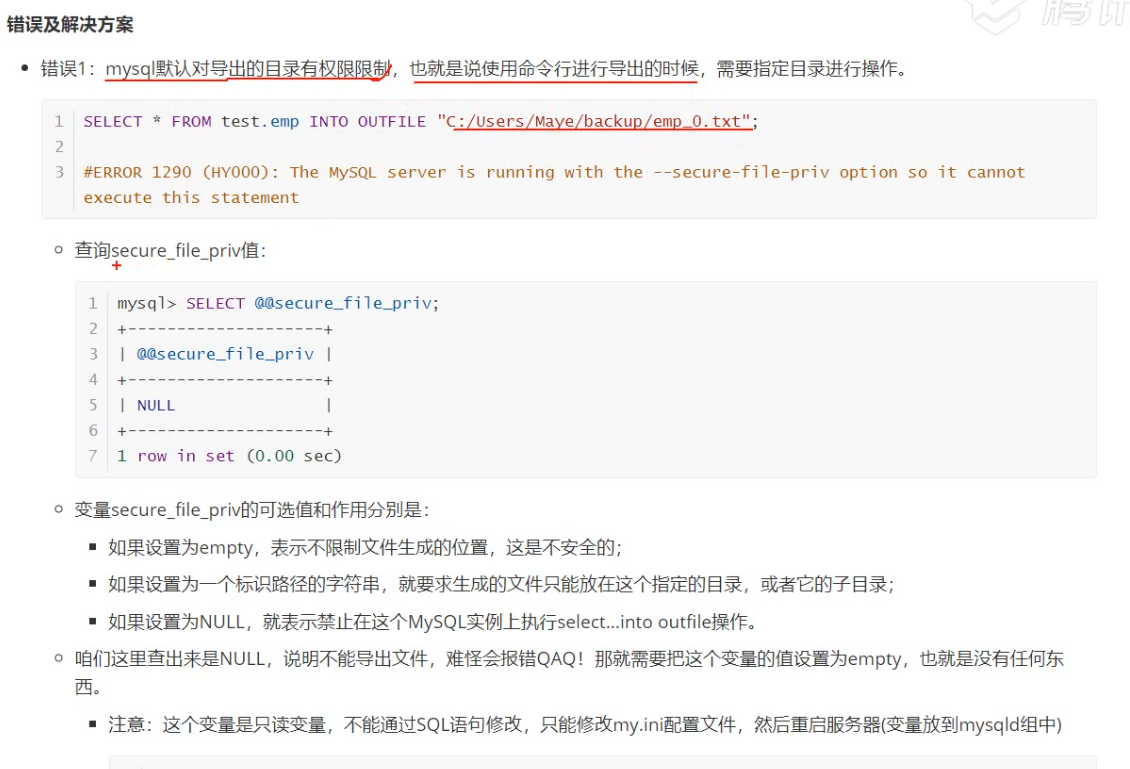 错误及解决方案
• 错误1：mysql默认对导出的目录有权限限制，也就是说使用命令行进行导出的时候，需要指定目录进行操作。
1 SELECT * FROM test.emp INTO OUTFILE "C:/Users/Maye/backup/emp_0.txt";
2
3 #ERROR 1290 (HY000): The MySQL server is running with the --secure-file-priv option so it cannot
execute this statement
◦ 查询secure_file_priv值：
1 mysql> SELECT @@secure_file_priv;
2 +--------------------+
3 | @@secure_file_priv |
4 +--------------------+
5 | NULL               |
6 +--------------------+
7 1 row in set (0.00 sec)
◦ 变量secure_file_priv的可选值和作用分别是：
▪ 如果设置为empty，表示不限制文件生成的位置，这是不安全的；
▪ 如果设置为一个标识路径的字符串，就要求生成的文件只能放在这个指定的目录，或者它的子目录；
▪ 如果设置为NULL，就表示禁止在这个MySQL实例上执行select...into outfile操作。
◦ 咱们这里查出来是NULL，说明不能导出文件，难怪会报错QAQ！那就需要把这个变量的值设置为empty，也就是没有任何东
西。
▪ 注意：这个变量是只读变量，不能通过SQL语句修改，只能修改my.ini配置文件，然后重启服务器(变量放到mysqld组中)